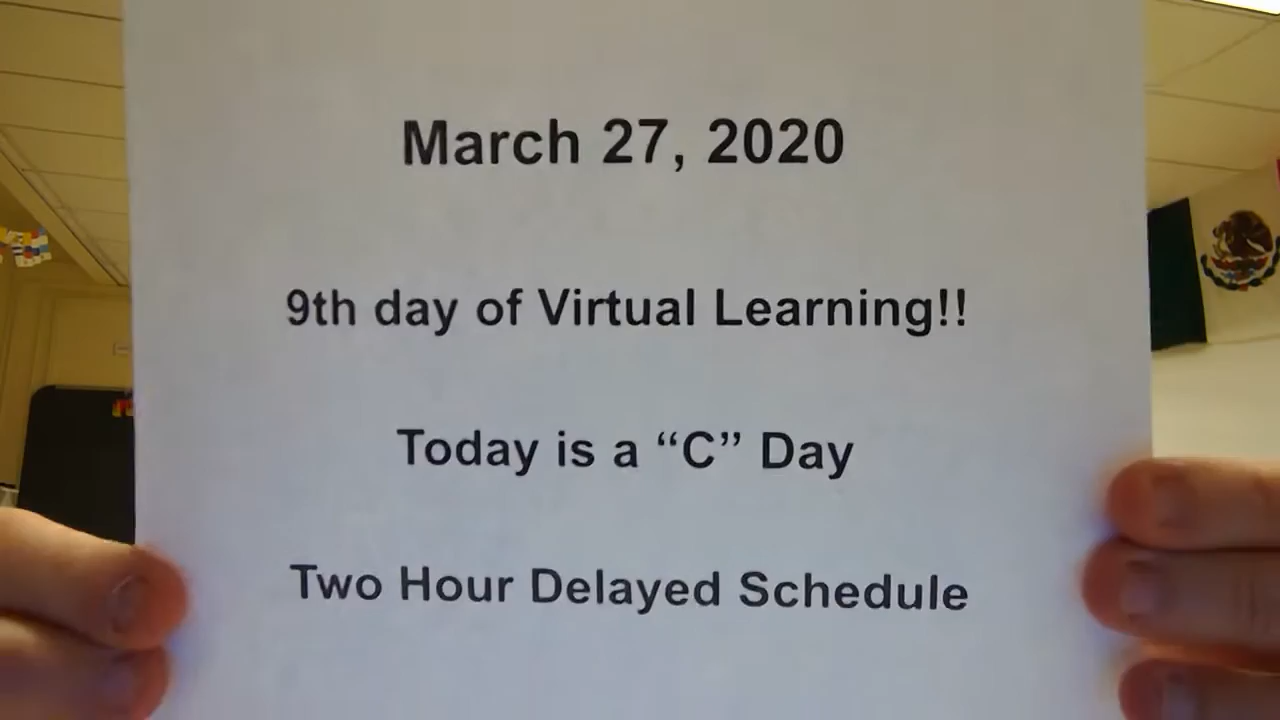 March 27, 2020
9th day of Virtual Learning!!
Today is a “C” Day
Two Hour Delayed Schedule